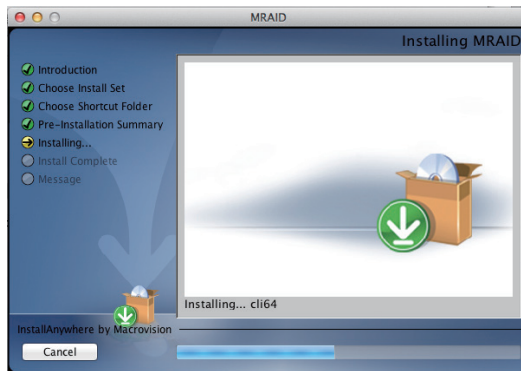 MRAID
Installing MRAID
Introduction
Choose Install Set
Choose Shortcut Folder
Pre-Installation Summary
Installing...
Install Complete
Message
Installing... cli64
InstallAnywhere by Macrovision
Cancel